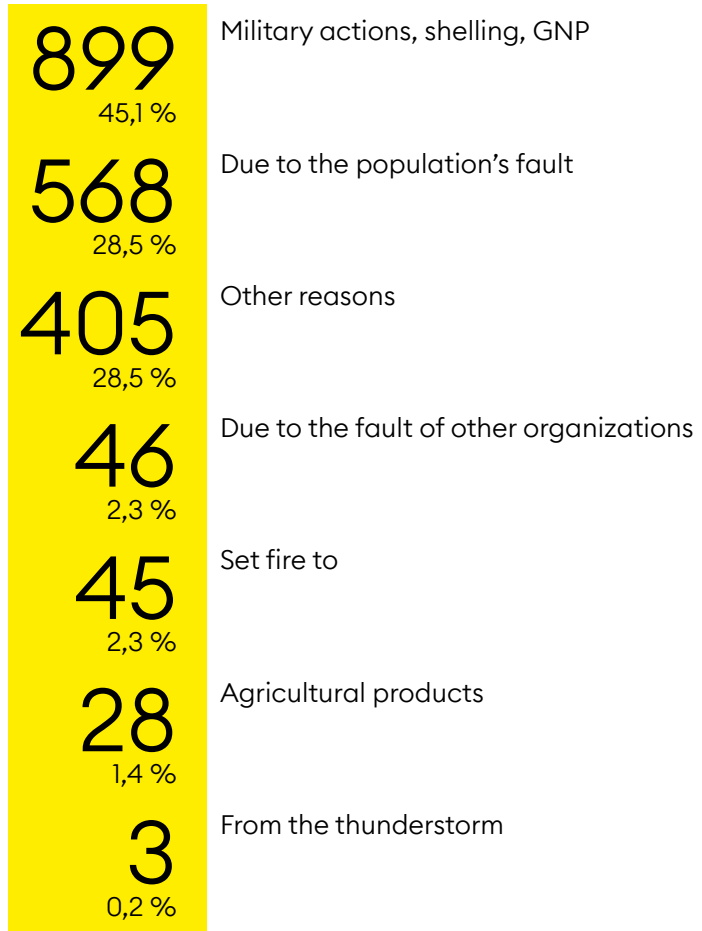 899
45,1 %
Military actions, shelling, GNP
568
28,5 %
Due to the population’s fault
405
28,5 %
Other reasons
46
2,3 %
Due to the fault of other organizations
45
2,3 %
Set fire to
28
1,4 %
Agricultural products
3
0,2 %
From the thunderstorm